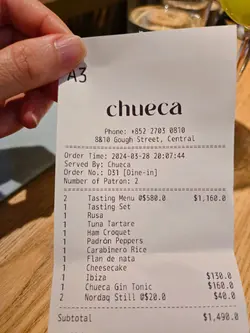 A3
chueca
Phone: +852 2703 0810
8&10 Gough Street, Central
Order Time: 2024-03-28 20:07:44
Served By: Chueca
Order No.: D31 [Dine-in]
Number of Patron: 2
2 Tasting Menu @$580.0 $1,160.0
2 Tasting Set
1 Rusa
1 Tuna Tartare
1 Ham Croquet
1 Padrón Peppers
1 Carabinero Rice
1 Flan de nata
1 Cheesecake
1 Ibiza $130.0
1 Chueca Gin Tonic $160.0
2 Nordaq Still @$20.0 $40.0
Subtotal $1,490.0